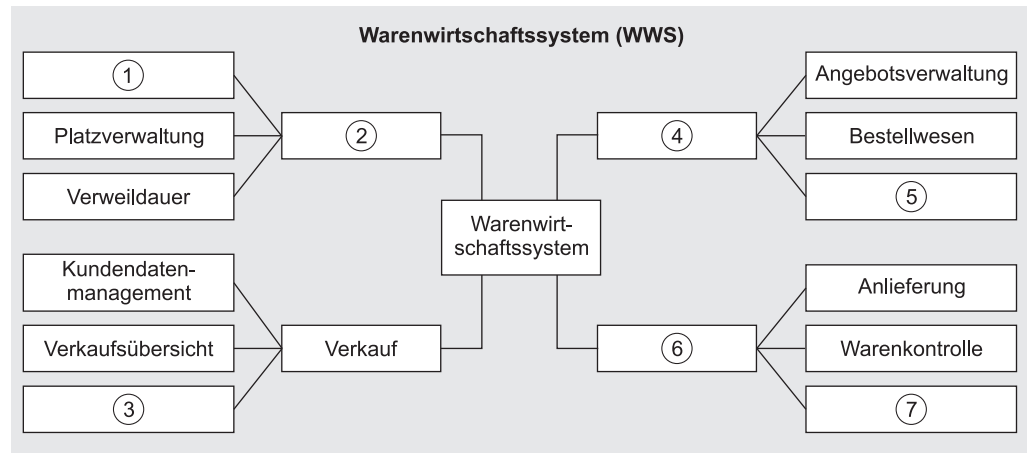 Warenwirtschaftssystem (WWS)
1
Platzverwaltung
Verweildauer
2
Kundendaten-
management
Verkaufsübersicht
3
Verkauf
Warenwirt-
schaftssystem
4
Angebotsverwaltung
Bestellwesen
5
6
Anlieferung
Warenkontrolle
7